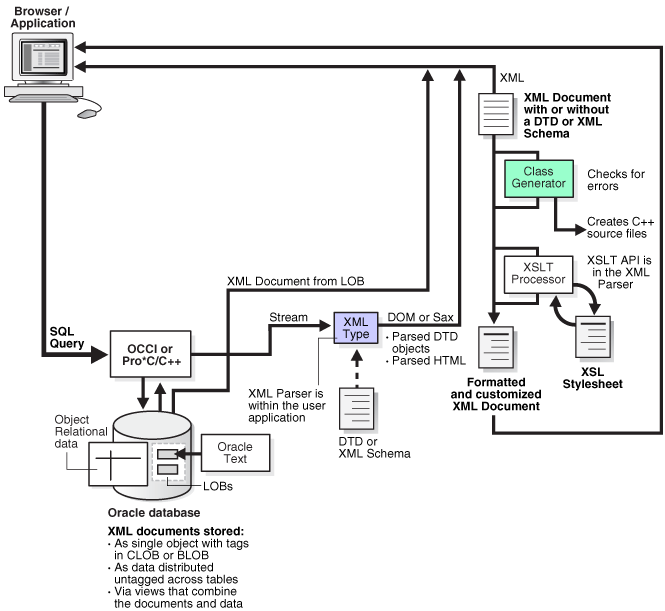 Browser /
Application
XML
XML Document
with or without
a DTD or XML
Schema
Class
Generator
Checks for
errors
Creates C++
source files
XSLT
Processor
XSLT API is
in the XML
Parser
XML Document from LOB
SQL
Query
OCCI or
Pro*C/C++
Stream
XML
Type
DOM or Sax
· Parsed DTD
objects
· Parsed HTML
XML Parser is
within the user
application
DTD or
XML Schema
Formatted
and customized
XML Document
XSL
Stylesheet
Object
Relational
data
Oracle
Text
LOBs
Oracle database
XML documents stored:
· As single object with tags
in CLOB or BLOB
· As data distributed
untagged across tables
· Via views that combine
the documents and data